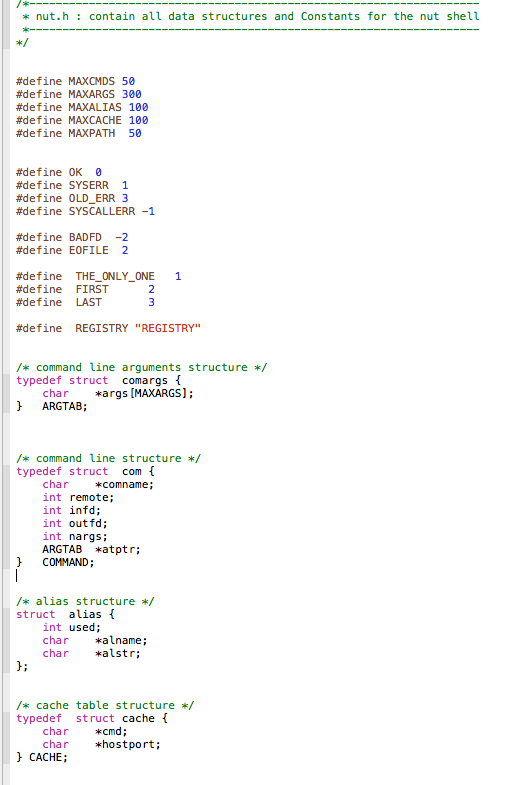 /*--------------------------------------------------------------------
 * nut.h : contain all data structures and Constants for the nut shell
 *--------------------------------------------------------------------
*/
#define MAXCMDS 50
#define MAXARGS 300
#define MAXALIAS 100
#define MAXCACHE 100
#define MAXPATH  50
#define OK  0
#define SYSERR  1
#define OLD_ERR 3
#define SYSCALLERR -1
#define BADFD  -2
#define EOFILE  2
#define  THE_ONLY_ONE   1
#define  FIRST      2
#define  LAST       3
#define  REGISTRY "REGISTRY"
/* command line arguments structure */
typedef struct  comargs {
    char    *args[MAXARGS];
}   ARGTAB;
/* command line structure */
typedef struct  com {
    char    *comname;
    int remote;
    int infd;
    int outfd;
    int nargs;
    ARGTAB  *atptr;
}   COMMAND;
/* alias structure */
struct  alias {
    int used;
    char    *alname;
    char    *alstr;
};
/* cache table structure */
typedef  struct cache {
    char    *cmd;
    char    *hostport;
} CACHE;